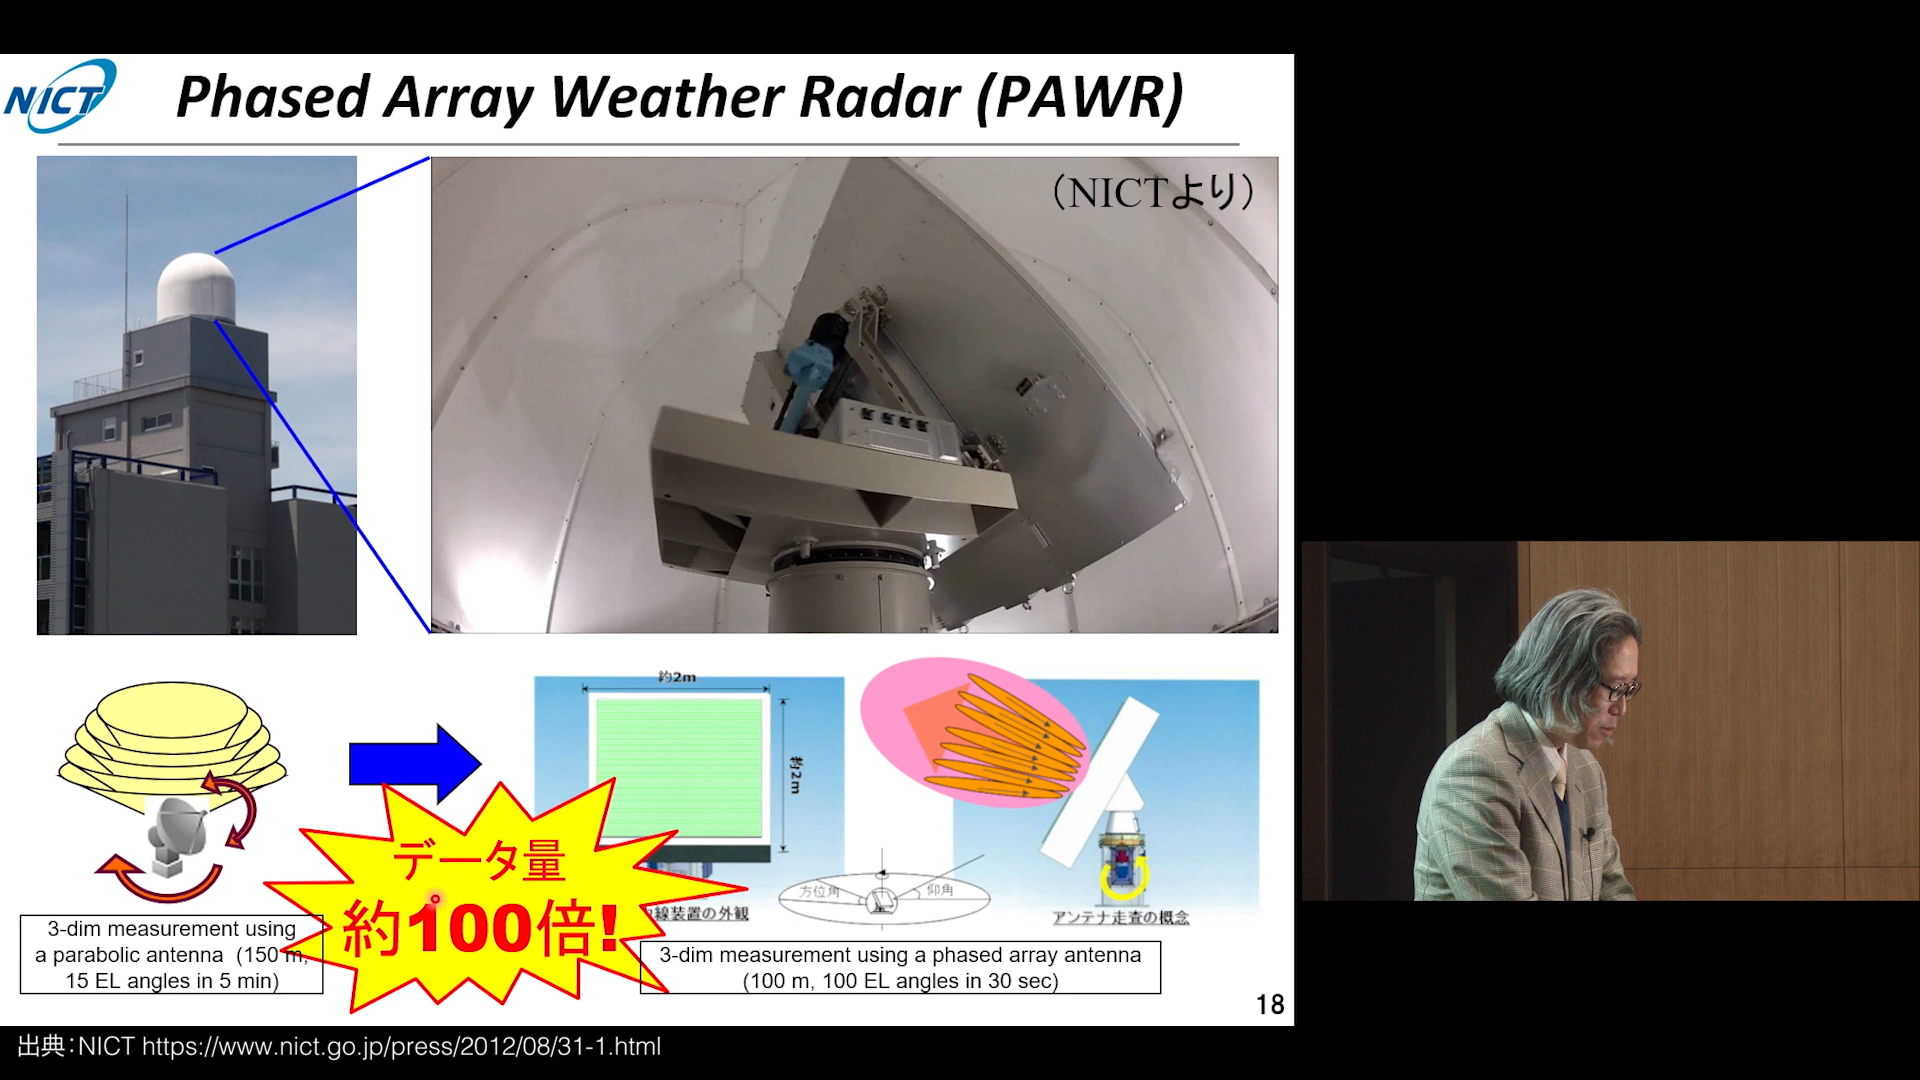 NICT
Phased Array Weather Radar (PAWR)
（NICTより）
約2m
約2m
データ量
約100倍!
線装置の外観
方位角
仰角
アンテナ走査の概念
3-dim measurement using
a parabolic antenna (150 m,
15 EL angles in 5 min)
3-dim measurement using a phased array antenna
(100 m, 100 EL angles in 30 sec)
18
出典：NICT https://www.nict.go.jp/press/2012/08/31-1.html